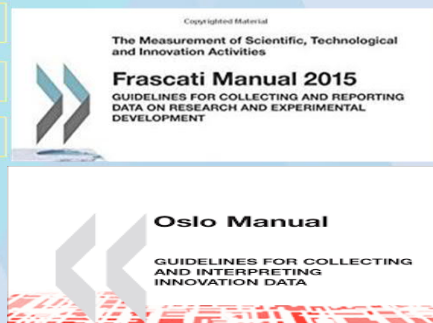 Copyrighted Material
The Measurement of Scientific, Technological
and Innovation Activities
Frascati Manual 2015
GUIDELINES FOR COLLECTING AND REPORTING
DATA ON RESEARCH AND EXPERIMENTAL
DEVELOPMENT
Oslo Manual
GUIDELINES FOR COLLECTING
AND INTERPRETING
INNOVATION DATA